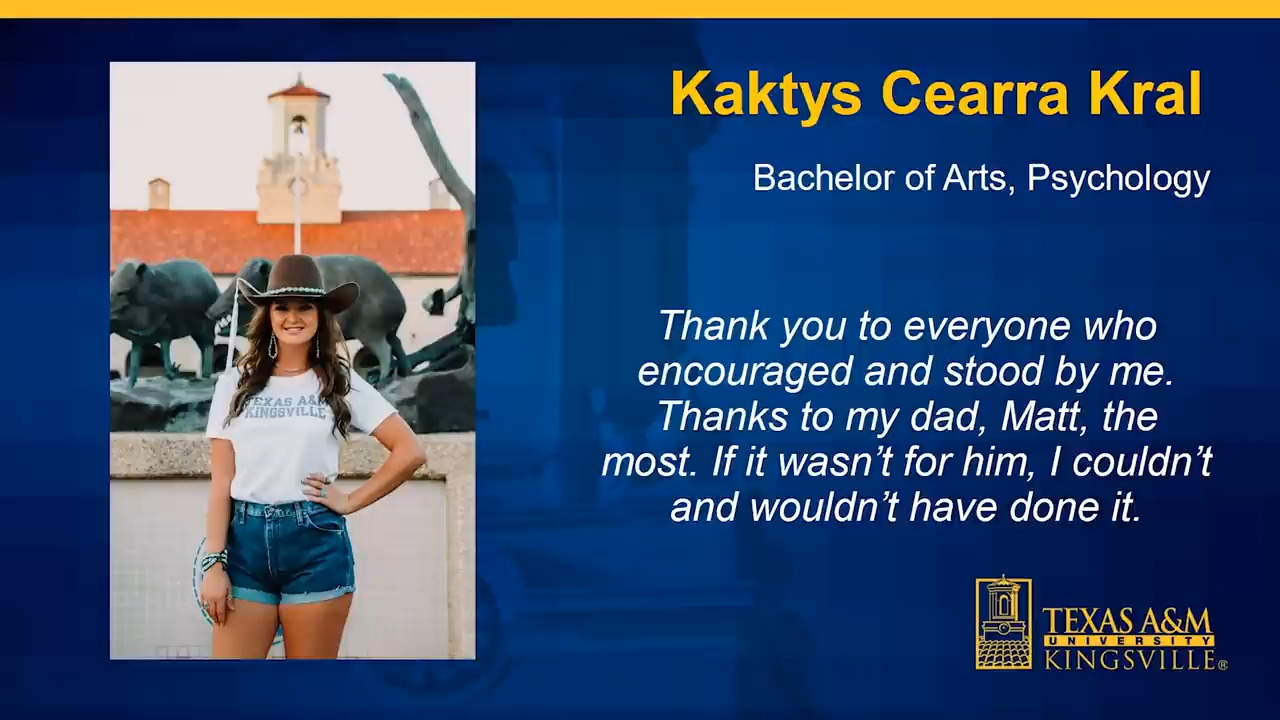 Kaktys Cearra Kral
Bachelor of Arts, Psychology
Thank you to everyone who
encouraged and stood by me.
Thanks to my dad, Matt, the
most. If it wasn't for him, I couldn't
and wouldn't have done it.
TEXAS A&M
KINGSVILLE
TEXAS A&M
UNIVERSITY
KINGSVILLE®